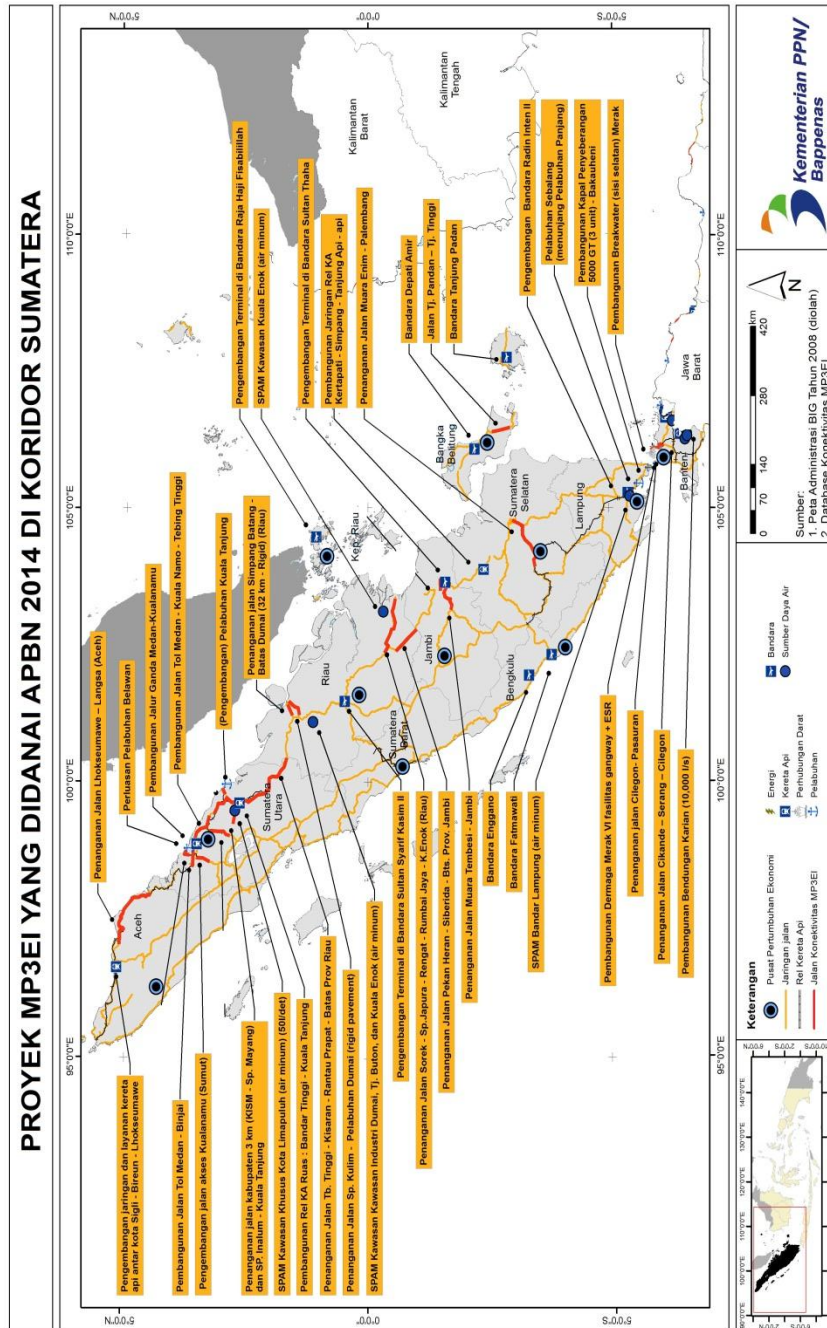 PROYEK MP3EI YANG DIDANAI APBN 2014 DI KORIDOR SUMATERA
95°0'0"E
100°0'0"E
105°0'0"E
110°0'0"E
5°0'0"N
0°0'0"
5°0'0"S
5°0'0"N
0°0'0"
5°0'0"S
Pengembangan jaringan dan layanan kereta
api antar kota Sigli - Bireun - Lhokseumawe
Pembangunan Jalan Tol Medan - Binjai
Pengembangan jalan akses Kualanamu (Sumut)
Penanganan jalan kabupaten 3 km (KISM - Sp. Mayang)
dan SP, Inalum - Kuala Tanjung
SPAM Kawasan Khusus Kota Limapuluh (air minum) (50l/det)
Pembangunan Rel KA Ruas : Bandar Tinggi - Kuala Tanjung
Penanganan Jalan Tb. Tinggi - Kisaran - Rantau Prapat - Batas Prov Riau
Penanganan Jalan Sp. Kulim - Pelabuhan Dumai (rigid pavement)
SPAM Kawasan Kawasan Industri Dumai, Tj. Buton, dan Kuala Enok (air minum)
Pengembangan Terminal di Bandara Sultan Syarif Kasim II
Penanganan Jalan Sorek - Sp.Japura - Rengat - Rumbai Jaya - K.Enok (Riau)
Penanganan Jalan Pekan Heran - Siberida - Bts. Prov. Jambi
Penanganan Jalan Muara Tembesi - Jambi
Bandara Enggano
Bandara Fatmawati
SPAM Bandar Lampung (air minum)
Pembangunan Dermaga Merak VI fasilitas gangway + ESR
Penanganan jalan Cilegon- Pasauran
Penanganan Jalan Cikande – Serang – Cilegon
Pembangunan Bendungan Karian (10,000 l/s)
Penanganan Jalan Lhokseumawe – Langsa (Aceh)
Perluasan Pelabuhan Belawan
Pembangunan Jalur Ganda Medan-Kualanamu
Pembangunan Jalan Tol Medan - Kuala Namo - Tebing Tinggi
(Pengembangan) Pelabuhan Kuala Tanjung
Penanganan jalan Simpang Batang -
Batas Dumai (32 km - Rigid) (Riau)
Pengembangan Terminal di Bandara Raja Haji Fisabilillah
SPAM Kawasan Kuala Enok (air minum)
Pengembangan Terminal di Bandara Sultan Thaha
Pembangunan Jaringan Rel KA
Kertapati - Simpang - Tanjung Api - api
Penanganan Jalan Muara Enim - Palembang
Bandara Depati Amir
Jalan Tj. Pandan – Tj. Tinggi
Bandara Tanjung Padan
Pengembangan Bandara Radin Inten II
Pelabuhan Sebalang
(menunjang Pelabuhan Panjang)
Pembangunan Kapal Penyeberangan
5000 GT (3 unit) - Bakauheni
Pembangunan Breakwater (sisi selatan) Merak
Aceh
Sumatera
Utara
Riau
Kep. Riau
Sumatera
Barat
Jambi
Bengkulu
Sumatera
Selatan
Bangka
Belitung
Lampung
Banten
Jawa
Barat
Kalimantan
Barat
Kalimantan
Tengah
Keterangan
Pusat Pertumbuhan Ekonomi
Jaringan jalan
Rel Kereta Api
Jalan Konektivitas MP3EI
Energi
Kereta Api
Perhubungan Darat
Pelabuhan
Bandara
Sumber Daya Air
0
70
140
280
420
km
N
Sumber:
1. Peta Administrasi BIG Tahun 2008 (diolah)
2. Database Konektivitas MP3EI
Kementerian PPN/
Bappenas